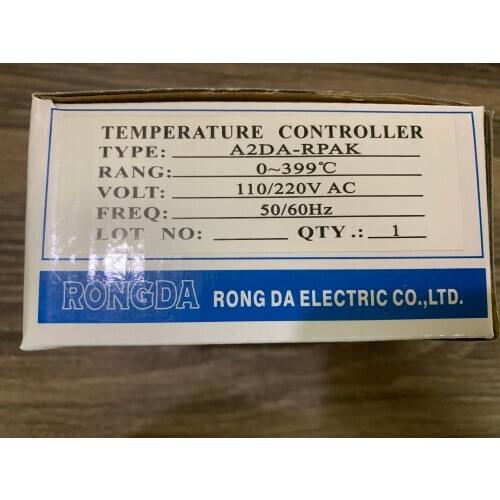 TEMPERATURE CONTROLLER
TYPE: A2DA-RPAK
RANG: 0~399℃
VOLT: 110/220V AC
FREQ: 50/60Hz
LOT NO: QTY.: 1
RONGDA RONG DA ELECTRIC CO.,LTD.